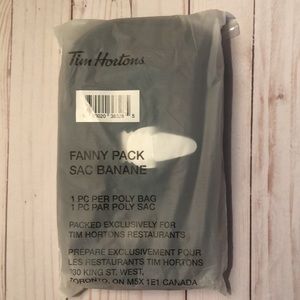 Tim Hortons
FANNY PACK
SAC BANANE
1 PC PER POLY BAG
1 PC PAR POLY SAC
PACKED EXCLUSIVELY FOR
TIM HORTONS RESTAURANTS
PREPARE EXCLUSIVEMENT POUR
LES RESTAURANTS TIM HORTONS
130 KING ST. WEST,
TORONTO, ON M5X 1E1 CANADA